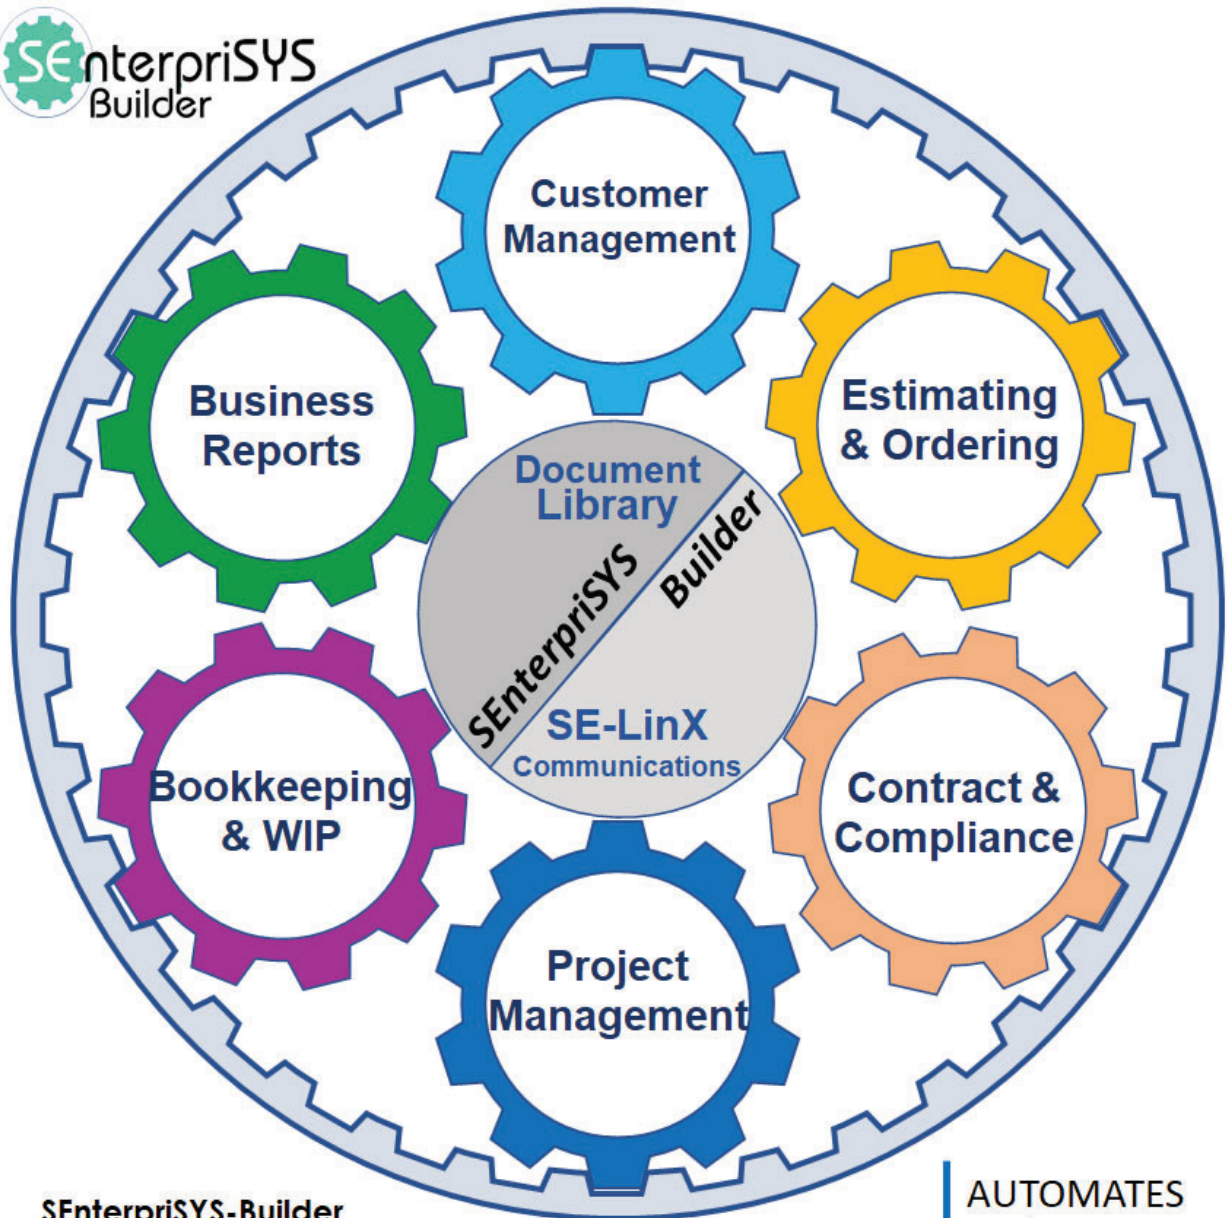 SEnterpriSYS
Builder
Customer
Management
Business
Reports
Estimating
& Ordering
Document
Library
SEnterpriSYS
Builder
SE-LinX
Communications
Bookkeeping
& WIP
Contract &
Compliance
Project
Management
SEnterpriSYS-Builder
AUTOMATES